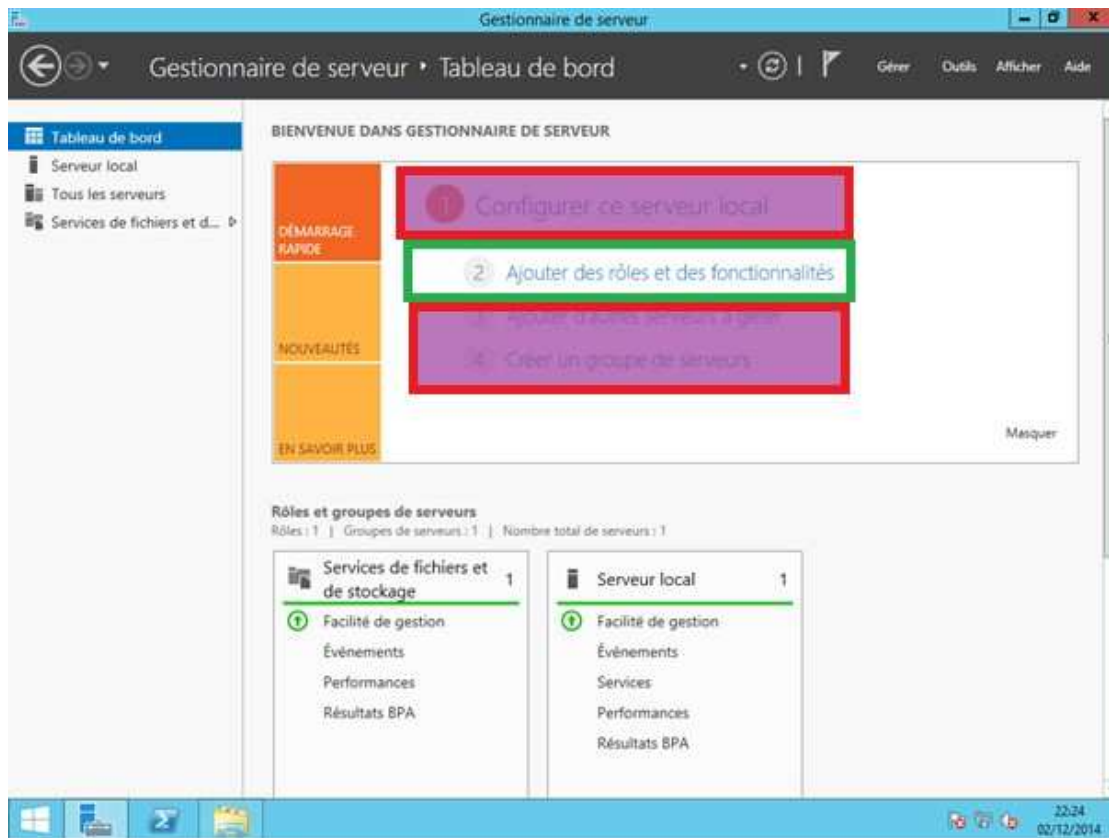 Gestionnaire de serveur
Gestionnaire de serveur • Tableau de bord
Gérer Outils Afficher Aide
Tableau de bord
Serveur local
Tous les serveurs
Services de fichiers et d...
BIENVENUE DANS GESTIONNAIRE DE SERVEUR
DÉMARRAGE
RAPIDE
NOUVEAUTÉS
EN SAVOIR PLUS
1 Configurer ce serveur local
2 Ajouter des rôles et des fonctionnalités
3 Ajouter d'autres serveurs à gérer
4 Créer un groupe de serveurs
Masquer
Rôles et groupes de serveurs
Rôles : 1 | Groupes de serveurs : 1 | Nombre total de serveurs : 1
Services de fichiers et
de stockage 1
Facilité de gestion
Événements
Performances
Résultats BPA
Serveur local 1
Facilité de gestion
Événements
Services
Performances
Résultats BPA
22:24
02/12/2014